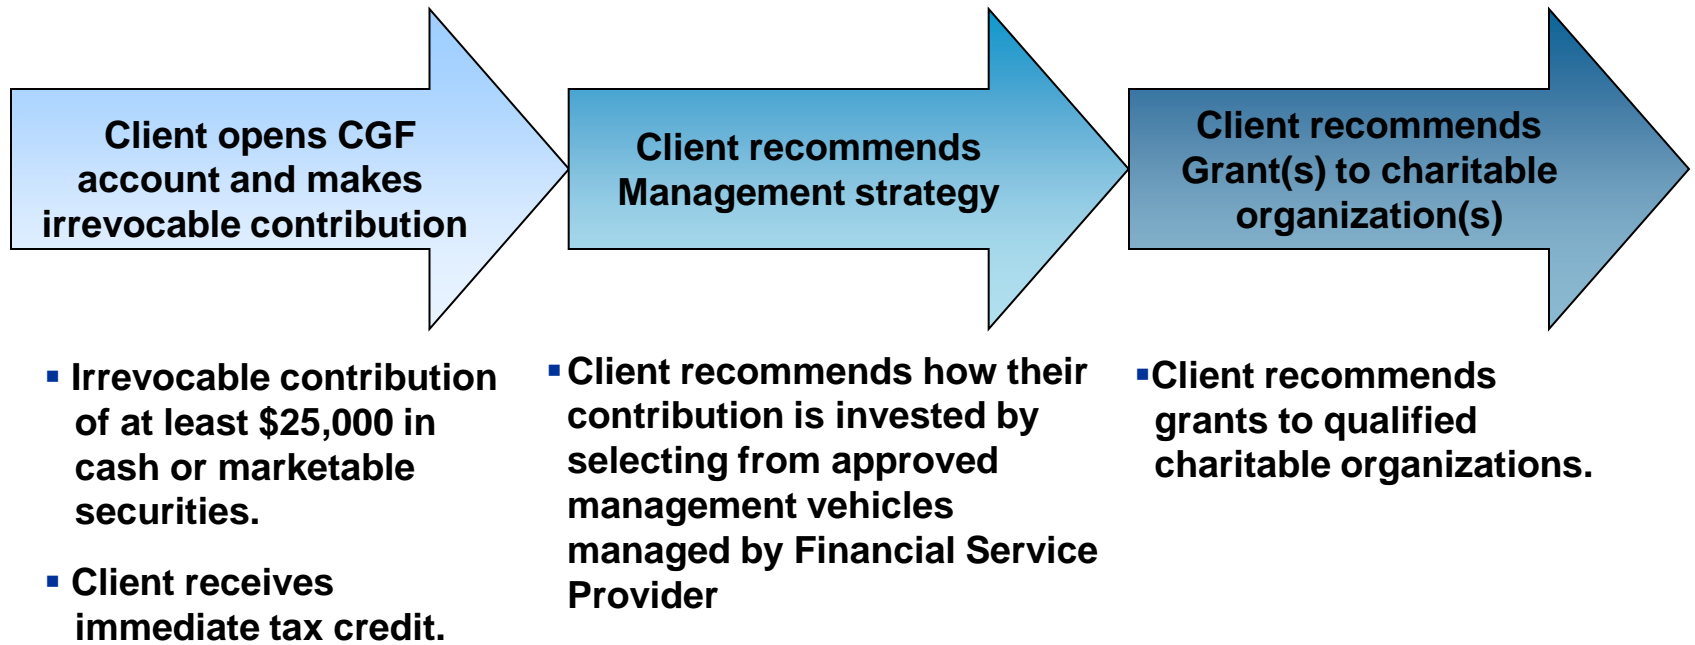 Client opens CGF
account and makes
irrevocable contribution
Client recommends
Management strategy
Client recommends
Grant(s) to charitable
organization(s)
▪ Irrevocable contribution
of at least $25,000 in
cash or marketable
securities.
▪ Client receives
immediate tax credit.
▪ Client recommends how their
contribution is invested by
selecting from approved
management vehicles
managed by Financial Service
Provider
▪Client recommends
grants to qualified
charitable organizations.